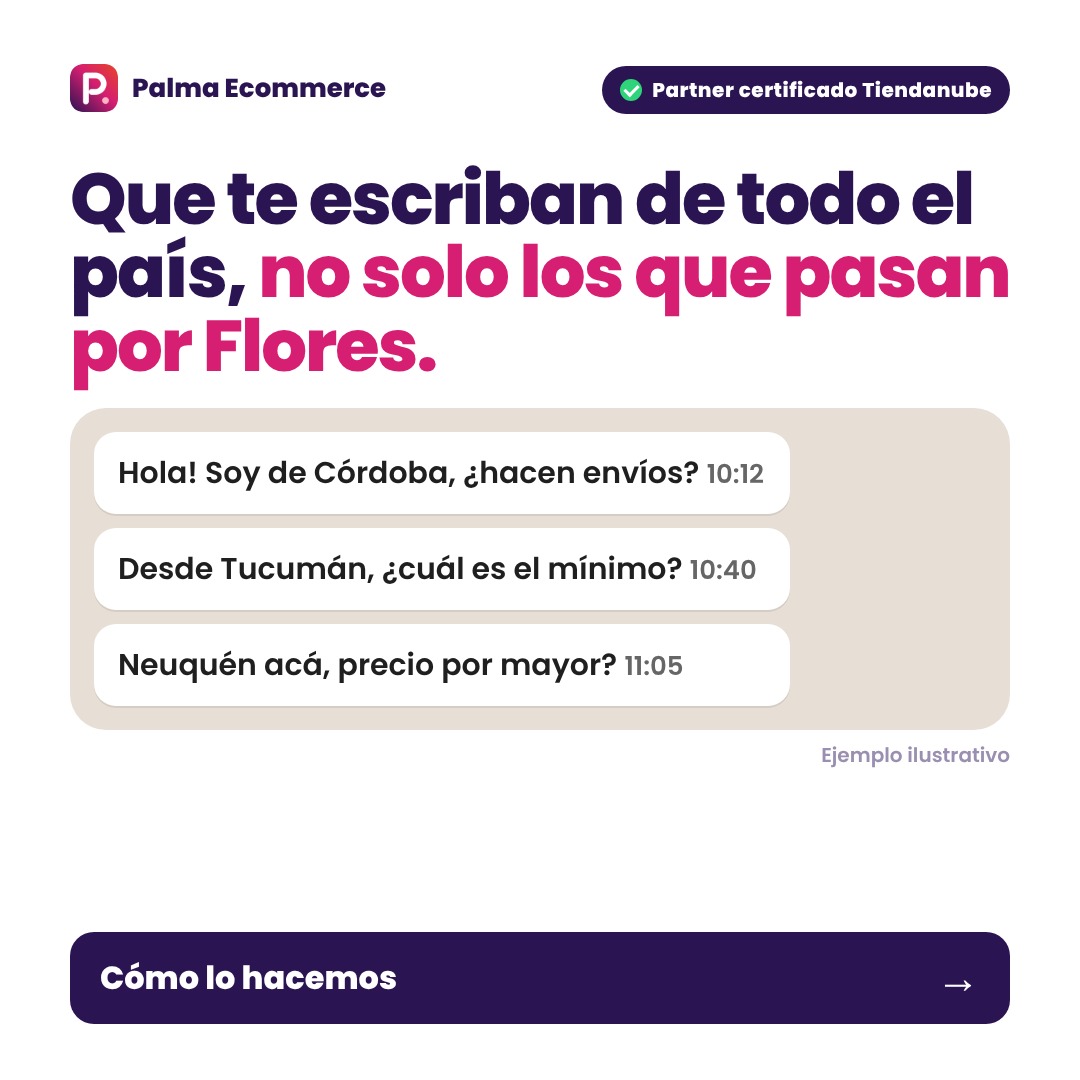 P.
Palma Ecommerce
Partner certificado Tiendanube
Que te escriban de todo el
país, no solo los que pasan
por Flores.
Hola! Soy de Córdoba, ¿hacen envíos? 10:12
Desde Tucumán, ¿cuál es el mínimo? 10:40
Neuquén acá, precio por mayor? 11:05
Ejemplo ilustrativo
Cómo lo hacemos →